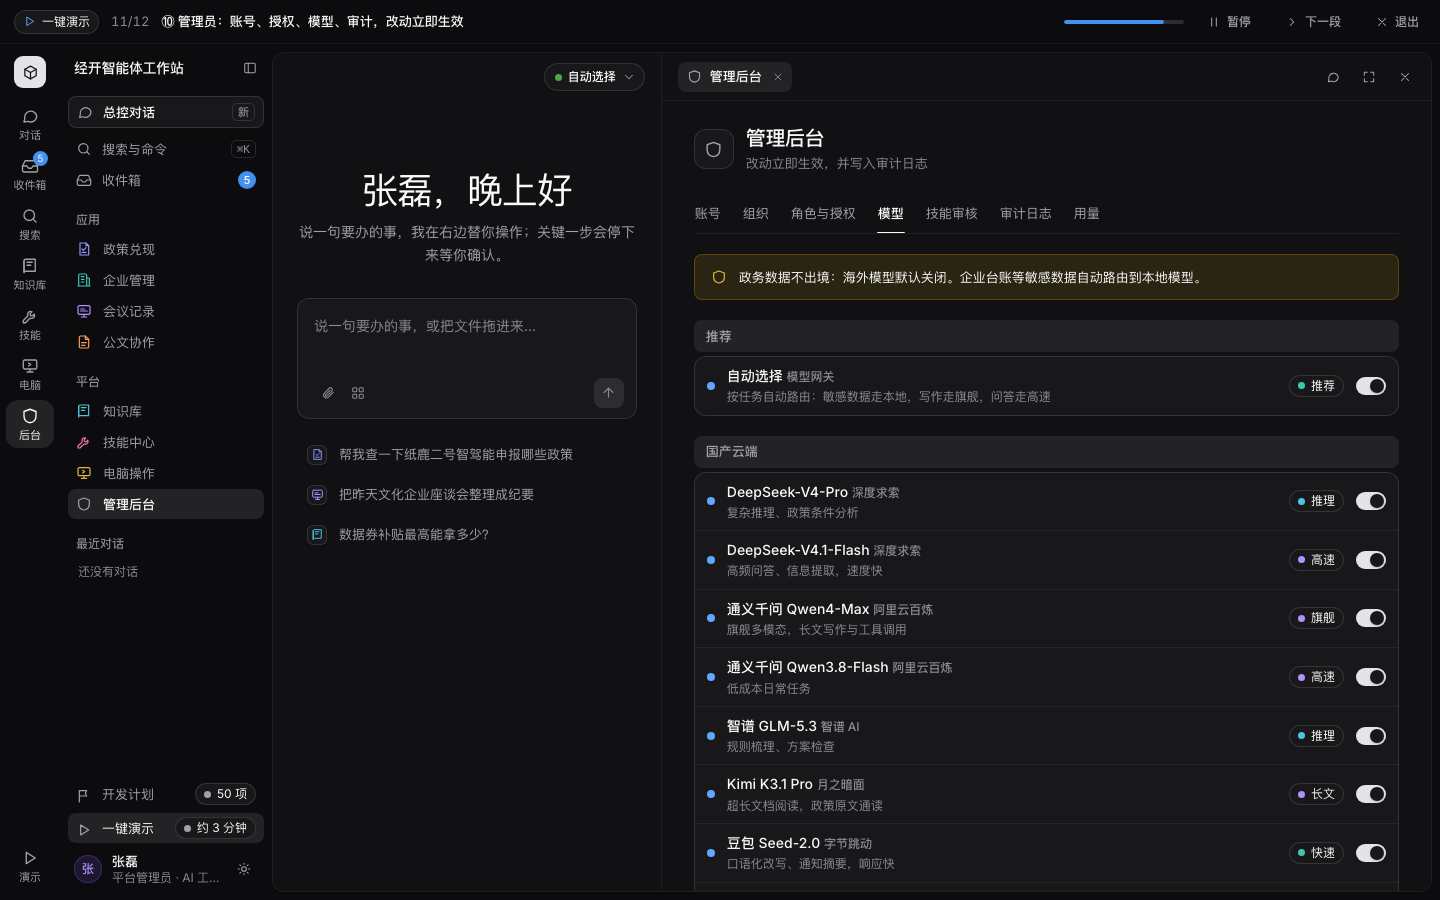 一键演示
11/12
⑩ 管理员：账号、授权、模型、审计，改动立即生效
暂停
下一段
退出
对话
5
收件箱
搜索
知识库
技能
电脑
后台
演示
经开智能体工作站
总控对话 新
搜索与命令 ⌘K
收件箱 5
应用
政策兑现
企业管理
会议记录
公文协作
平台
知识库
技能中心
电脑操作
管理后台
最近对话
还没有对话
开发计划 50 项
一键演示 约 3 分钟
张
张磊
平台管理员 · AI 工...
自动选择
张磊，晚上好
说一句要办的事，我在右边替你操作；关键一步会停下
来等你确认。
说一句要办的事，或把文件拖进来...
帮我查一下纸鹿二号智驾能申报哪些政策
把昨天文化企业座谈会整理成纪要
数据券补贴最高能拿多少？
管理后台
管理后台
改动立即生效，并写入审计日志
账号 组织 角色与授权 模型 技能审核 审计日志 用量
政务数据不出境：海外模型默认关闭。企业台账等敏感数据自动路由到本地模型。
推荐
自动选择 模型网关
按任务自动路由：敏感数据走本地，写作走旗舰，问答走高速
推荐
国产云端
DeepSeek-V4-Pro 深度求索
复杂推理、政策条件分析
推理
DeepSeek-V4.1-Flash 深度求索
高频问答、信息提取，速度快
高速
通义千问 Qwen4-Max 阿里云百炼
旗舰多模态，长文写作与工具调用
旗舰
通义千问 Qwen3.8-Flash 阿里云百炼
低成本日常任务
高速
智谱 GLM-5.3 智谱 AI
规则梳理、方案检查
推理
Kimi K3.1 Pro 月之暗面
超长文档阅读，政策原文通读
长文
豆包 Seed-2.0 字节跳动
口语化改写、通知摘要，响应快
快速